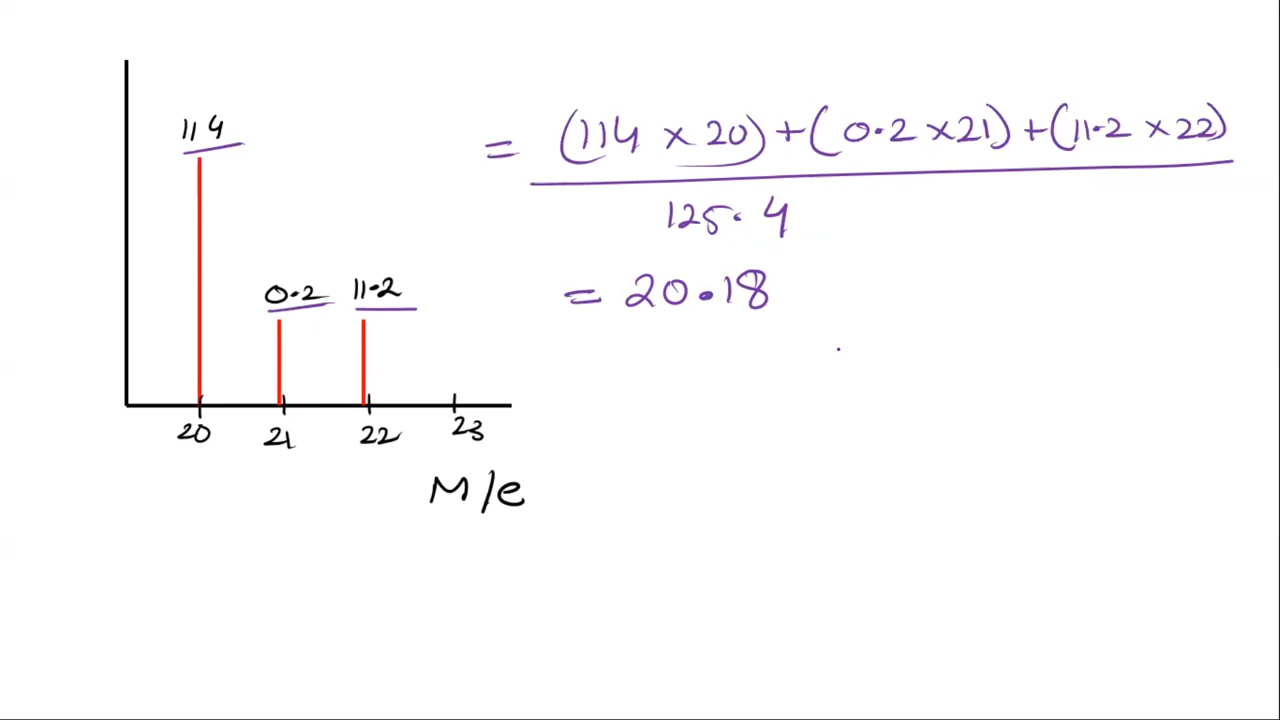 114
= (114 × 20) + (0.2 × 21) + (11.2 × 22)
125.4
0.2 11.2
= 20.18
20 21 22 23
M/e